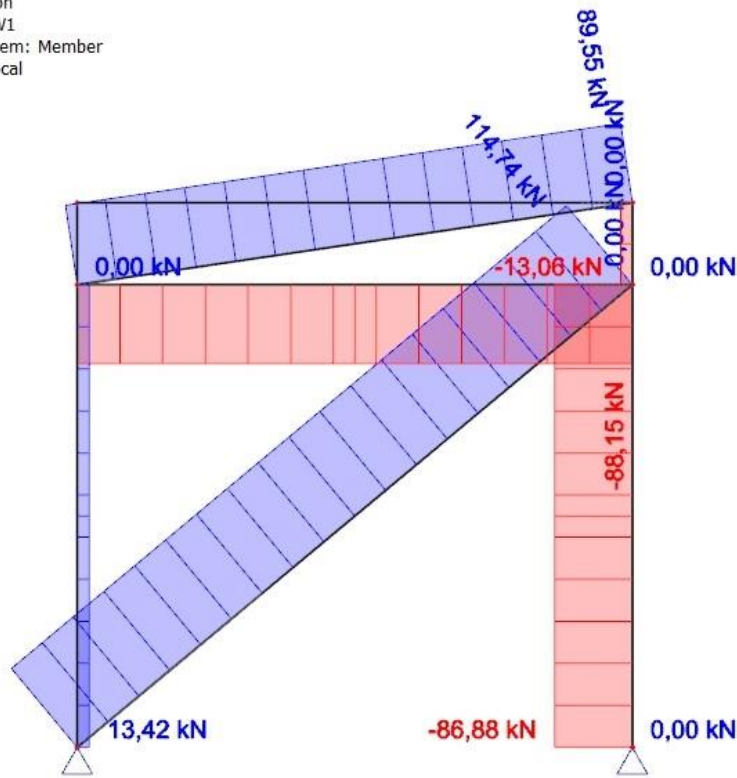 on
W1
em: Member
cal
89,55 kN
114,74 kN
0,00 kN
0,00 kN
0,00 kN
-13,06 kN
0,00 kN
-88,15 kN
13,42 kN
-86,88 kN
0,00 kN